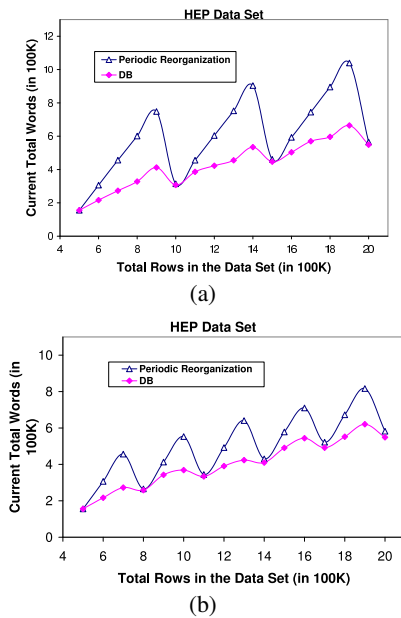 HEP Data Set
Current Total Words (in 100K)
12
10
8
6
4
2
0
Periodic Reorganization
DB
4 6 8 10 12 14 16 18 20
Total Rows in the Data Set (in 100K)
(a)
HEP Data Set
Current Total Words (in
100K)
10
8
6
4
2
0
Periodic Reorganization
DB
4 6 8 10 12 14 16 18 20
Total Rows in the Data Set (in 100K)
(b)